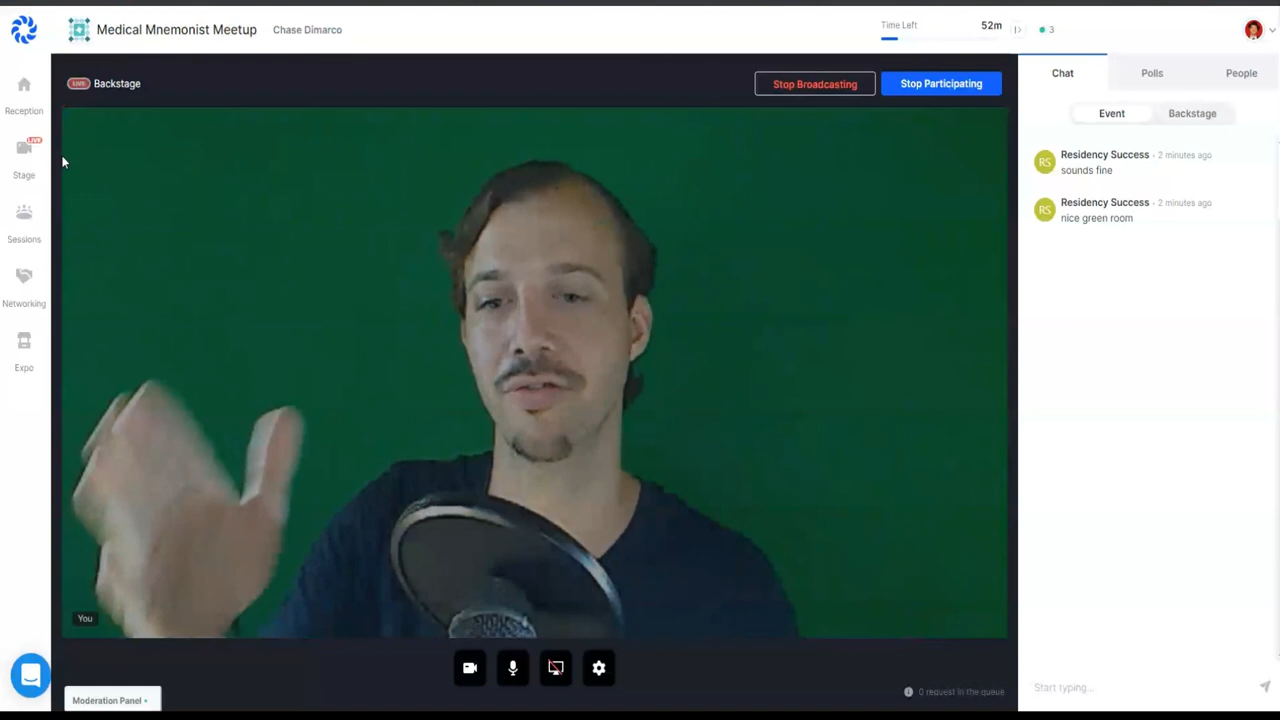 Medical Mnemonist Meetup Chase Dimarco
Time Left 52m
3
LIVE Backstage
Stop Broadcasting
Stop Participating
Reception
LIVE
Stage
Sessions
Networking
Expo
You
Moderation Panel +
0 request in the queue
Chat
Polls
People
Event
Backstage
RS
Residency Success - 2 minutes ago
sounds fine
RS
Residency Success - 2 minutes ago
nice green room
Start typing...